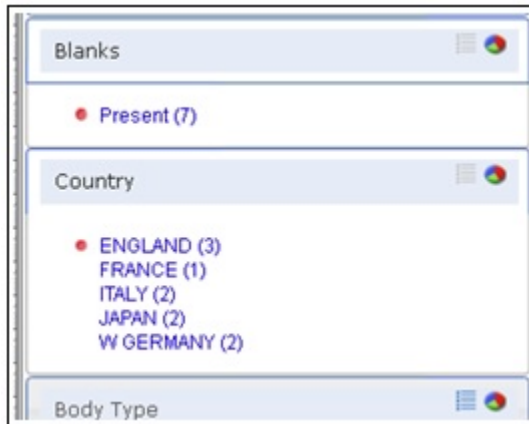 Blanks
Present (7)
Country
ENGLAND (3)
FRANCE (1)
ITALY (2)
JAPAN (2)
W GERMANY (2)
Body Type